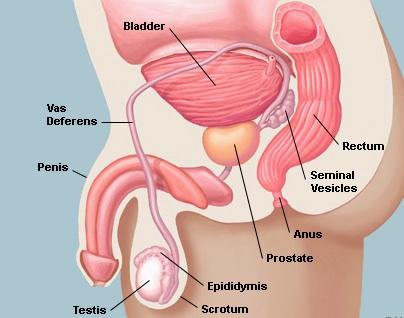 Bladder
Vas
Deferens
Penis
Rectum
Seminal
Vesicles
Anus
Prostate
Epididymis
Testis
Scrotum